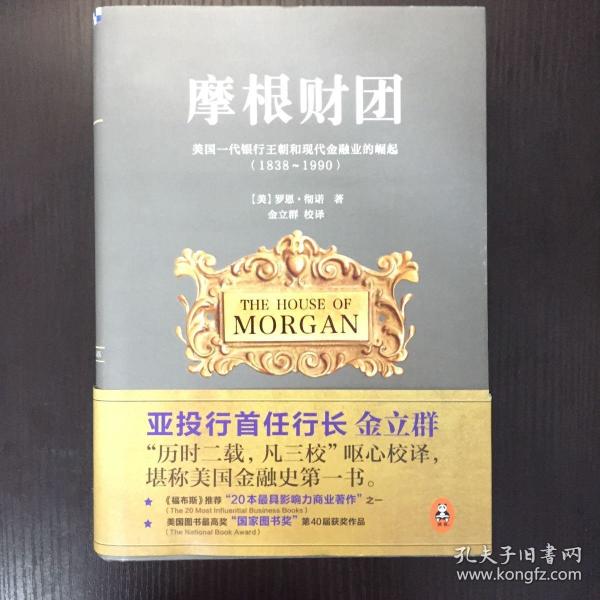 摩根财团
美国一代银行王朝和现代金融业的崛起
(1838~1990)
【美】罗恩·彻诺 著
金立群 校译
THE HOUSE OF
MORGAN
亚投行首任行长 金立群
“历时二载，凡三校”呕心校译，
堪称美国金融史第一书。
★ 《福布斯》推荐“20本最具影响力商业著作”之一
(The 20 Most Influential Business Books)
★ 美国图书最高奖“国家图书奖”第40届获奖作品
(The National Book Award)
孔夫子旧书网
www.kongfz.com